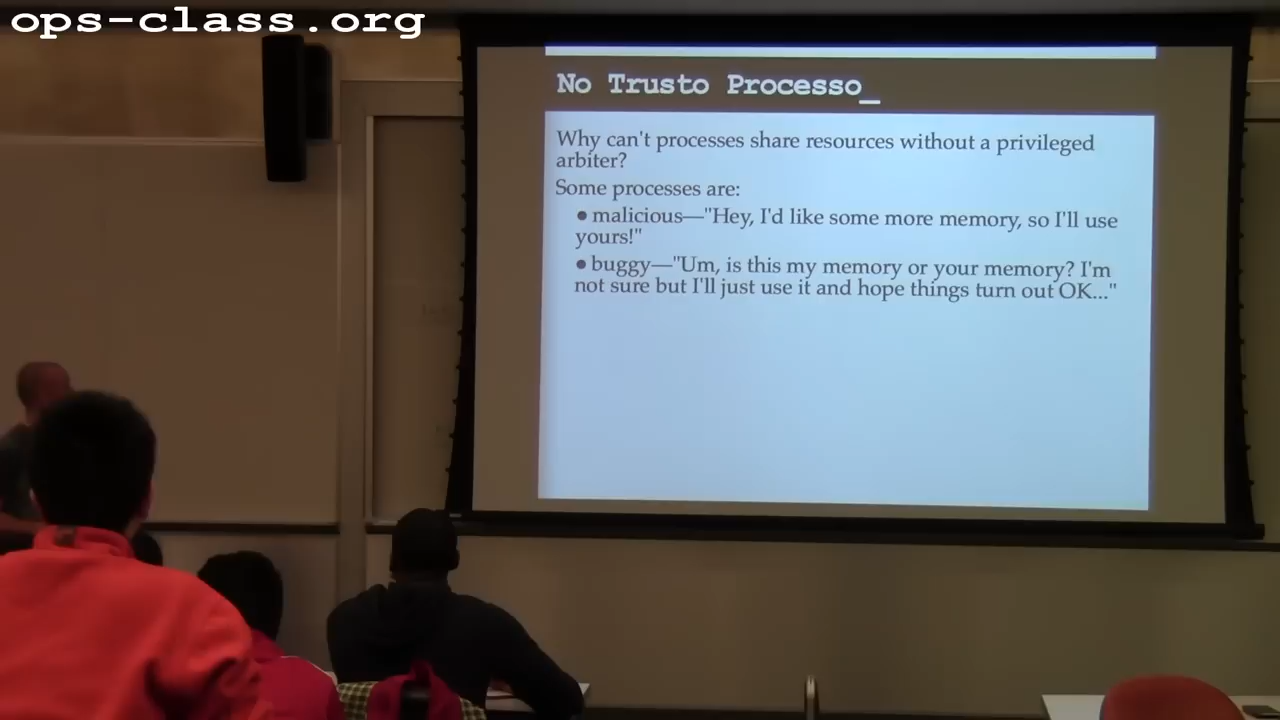 ops-class.org
No Trusto Processo_
Why can't processes share resources without a privileged
arbiter?
Some processes are:
● malicious—"Hey, I'd like some more memory, so I'll use
yours!"
● buggy—"Um, is this my memory or your memory? I'm
not sure but I'll just use it and hope things turn out OK..."